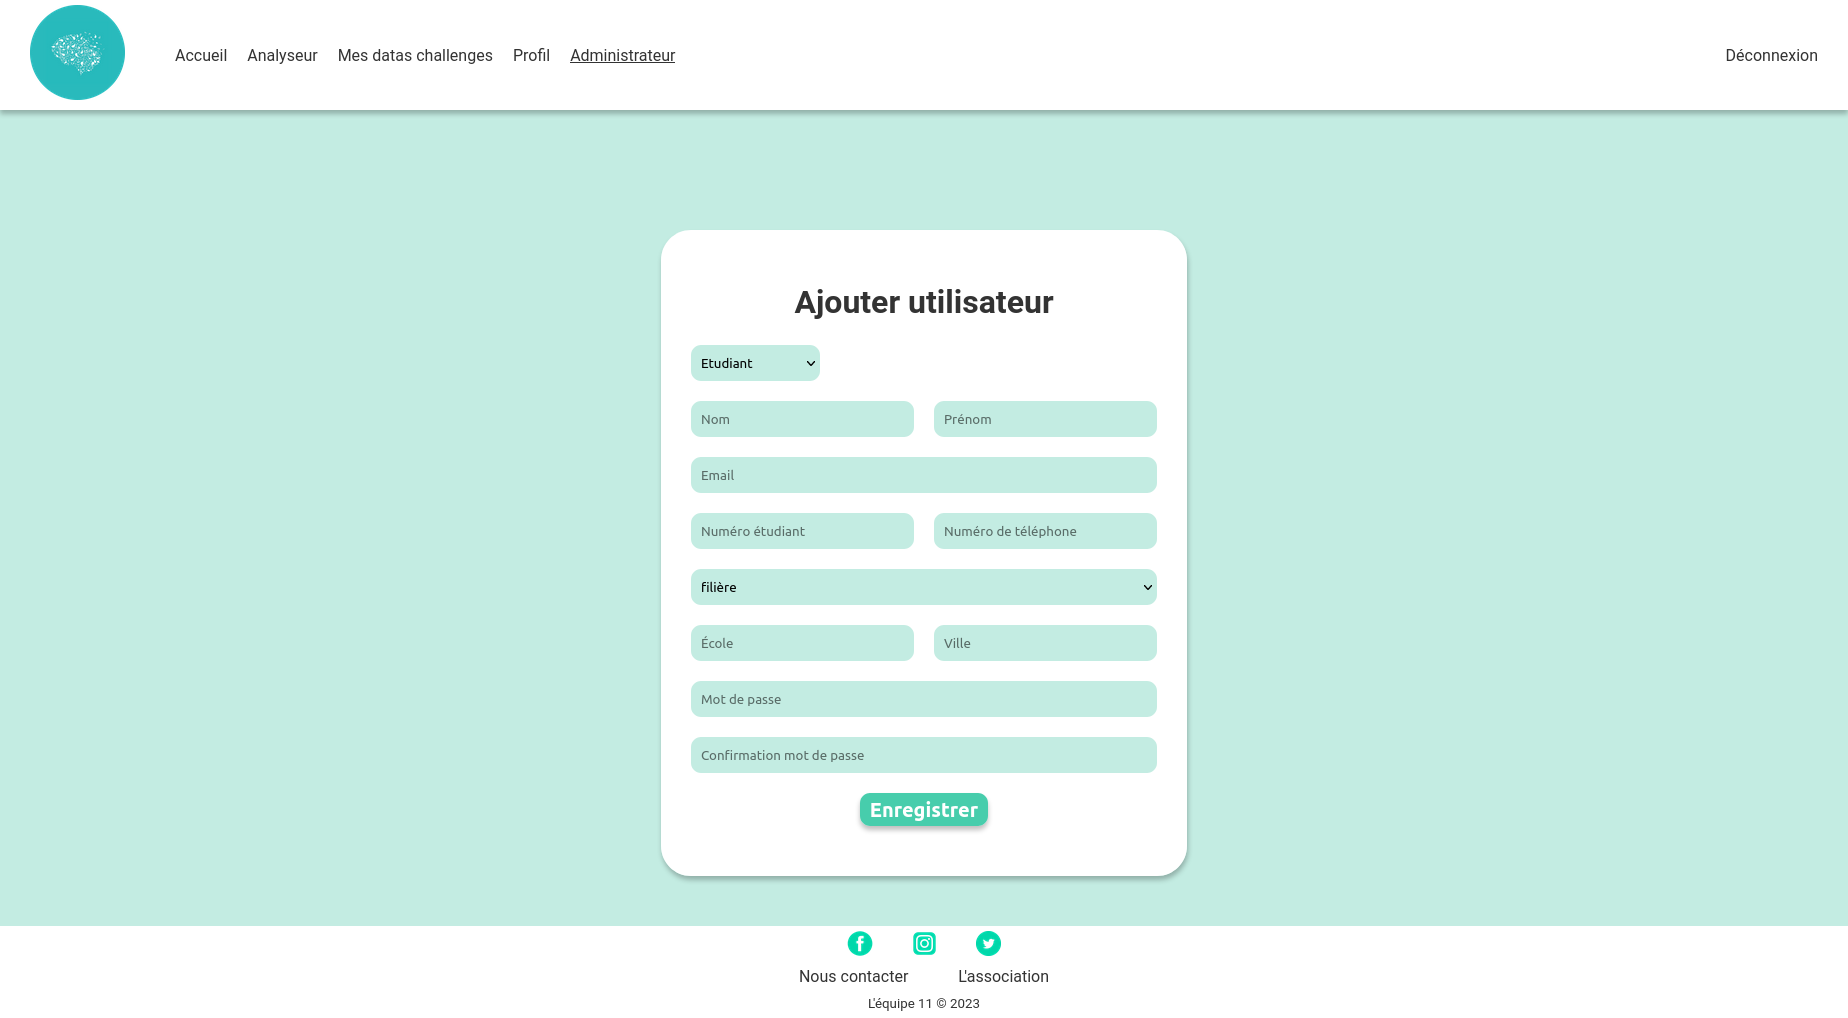 Accueil Analyseur Mes datas challenges Profil Administrateur Déconnexion
Ajouter utilisateur
Etudiant
Nom Prénom
Email
Numéro étudiant Numéro de téléphone
filière
École Ville
Mot de passe
Confirmation mot de passe
Enregistrer
Nous contacter L'association
L'équipe 11 © 2023